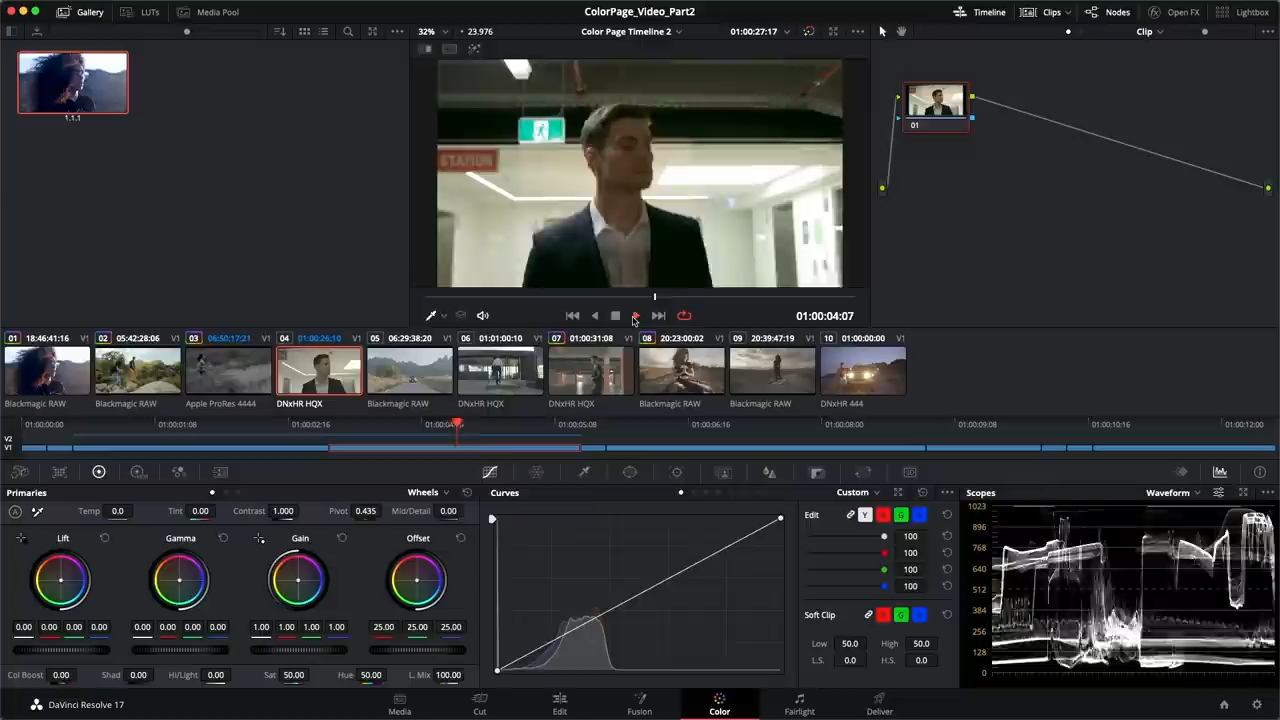 ColorPage_Video_Part2
Gallery
LUTs
Media Pool
Timeline
Clips
Nodes
Open FX
Lightbox
32%
23.976
Color Page Timeline 2
01:00:27:17
Clip
1.1.1
STATION
01
01:00:04:07
01 18:46:41:16 V1
02 05:42:28:06 V1
03 06:50:17:21 V1
04 01:00:26:10 V1
05 06:29:38:20 V1
06 01:01:00:10 V1
07 01:00:31:08 V1
08 20:23:00:02 V1
09 20:39:47:19 V1
10 01:00:00:00 V1
Blackmagic RAW
Blackmagic RAW
Apple ProRes 4444
DNxHR HQX
Blackmagic RAW
DNxHR HQX
DNxHR HQX
Blackmagic RAW
Blackmagic RAW
DNxHR 444
01:00:00:00
01:00:01:08
01:00:02:16
01:00:05:08
01:00:06:16
01:00:08:00
01:00:09:08
01:00:10:16
01:00:12:00
V2
V1
Primaries
Wheels
Curves
Custom
Scopes
Waveform
Temp 0.0
Tint 0.00
Contrast 1.000
Pivot 0.435
Mid/Detail 0.00
Lift
Gamma
Gain
Offset
0.00 0.00 0.00 0.00
0.00 0.00 0.00 0.00
1.00 1.00 1.00 1.00
25.00 25.00 25.00
Col Boost 0.00
Shad 0.00
Hi/Light 0.00
Sat 50.00
Hue 50.00
L. Mix 100.00
Edit
Y
G
100
100
100
100
Soft Clip
G
Low 50.0
High 50.0
L.S. 0.0
H.S. 0.0
1023
896
768
640
512
384
256
128
0
DaVinci Resolve 17
Media
Cut
Edit
Fusion
Color
Fairlight
Deliver